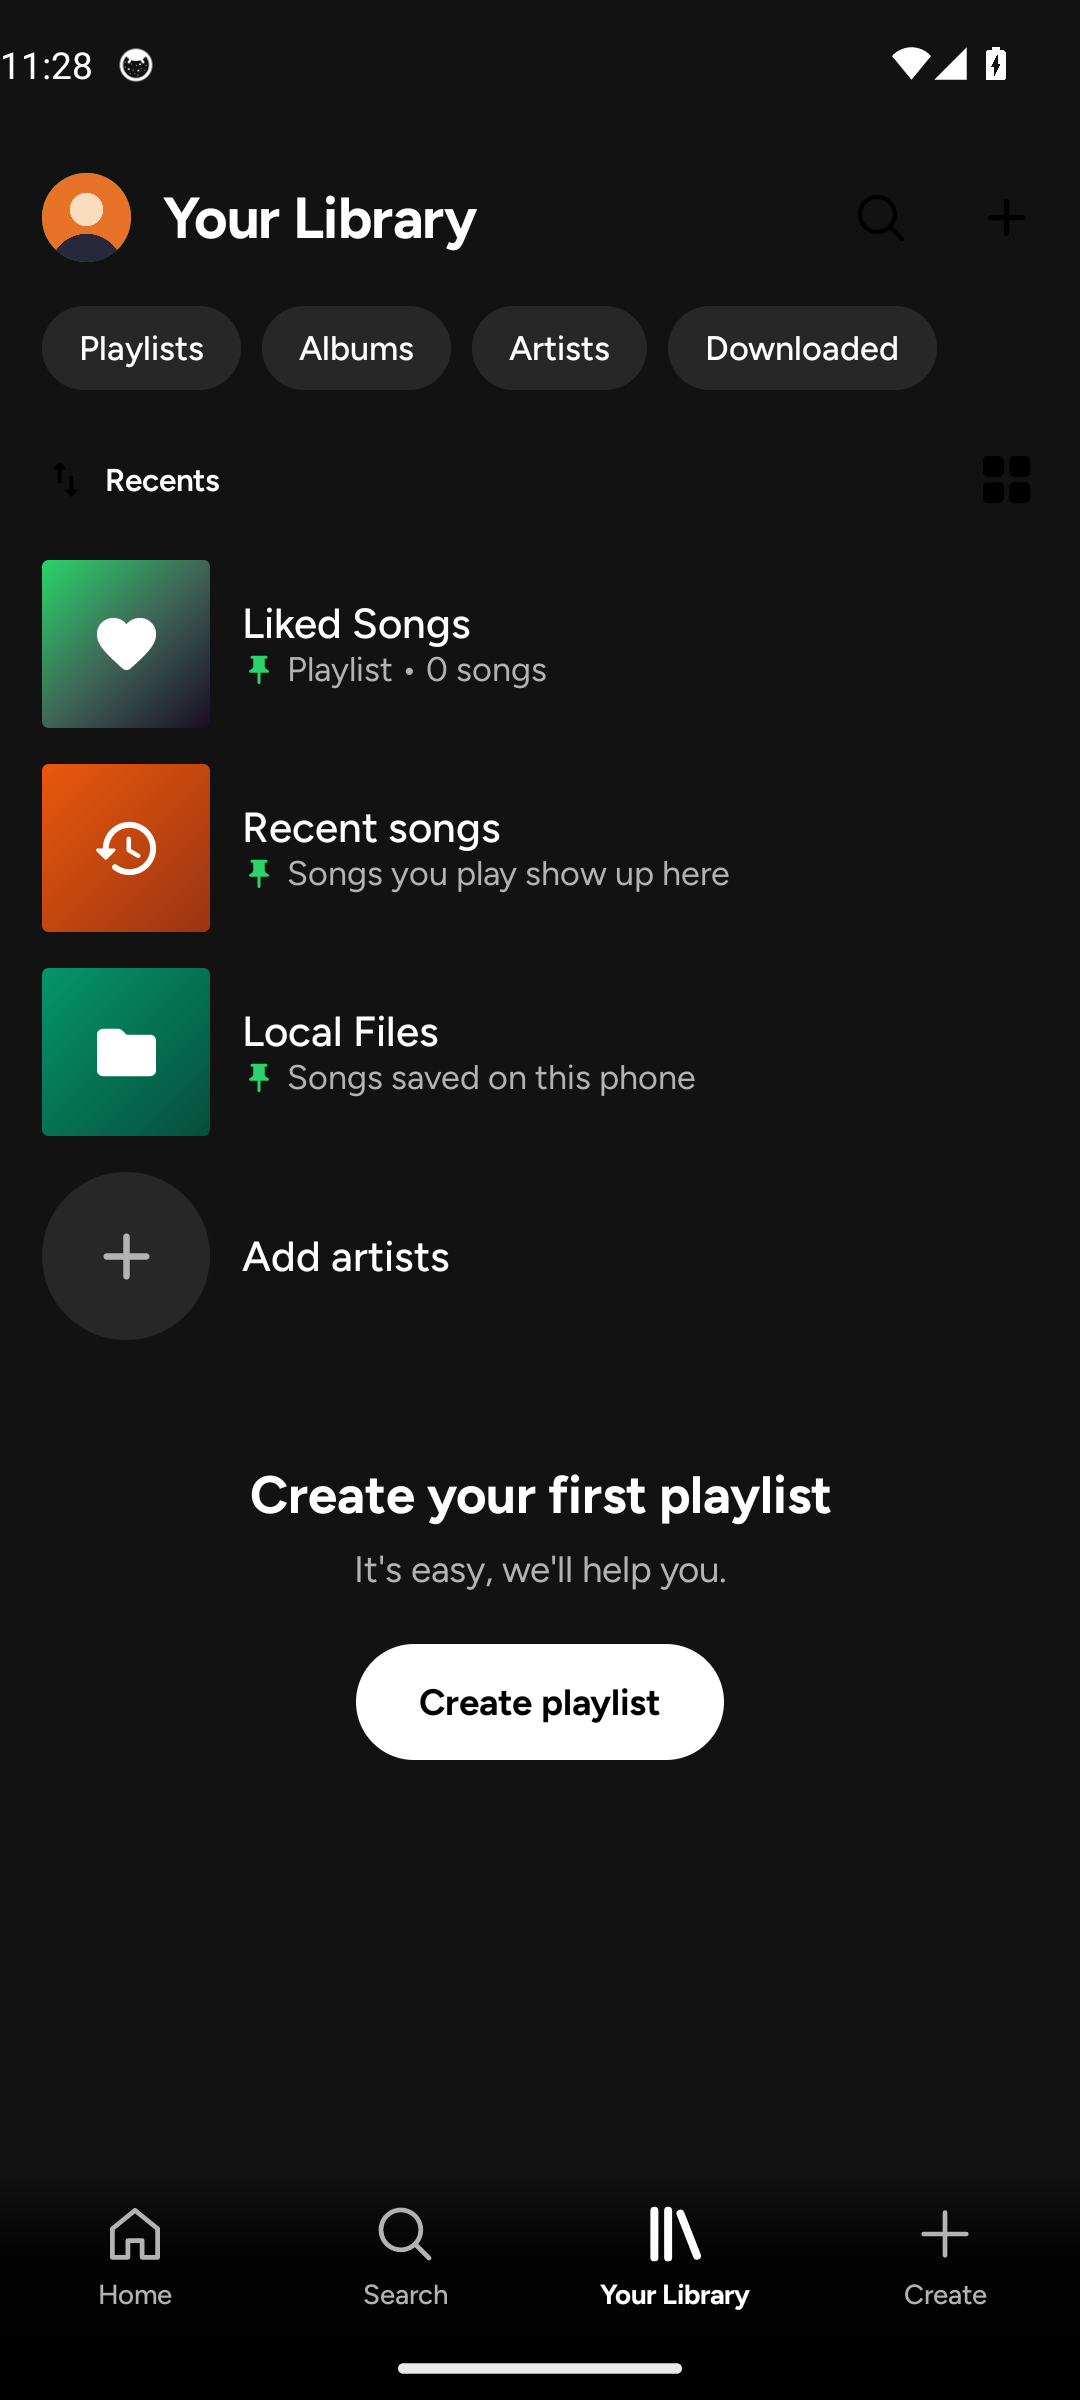 11:28
Your Library
Playlists
Albums
Artists
Downloaded
Recents
Liked Songs
Playlist • 0 songs
Recent songs
Songs you play show up here
Local Files
Songs saved on this phone
Add artists
Create your first playlist
It's easy, we'll help you.
Create playlist
Home
Search
Your Library
Create